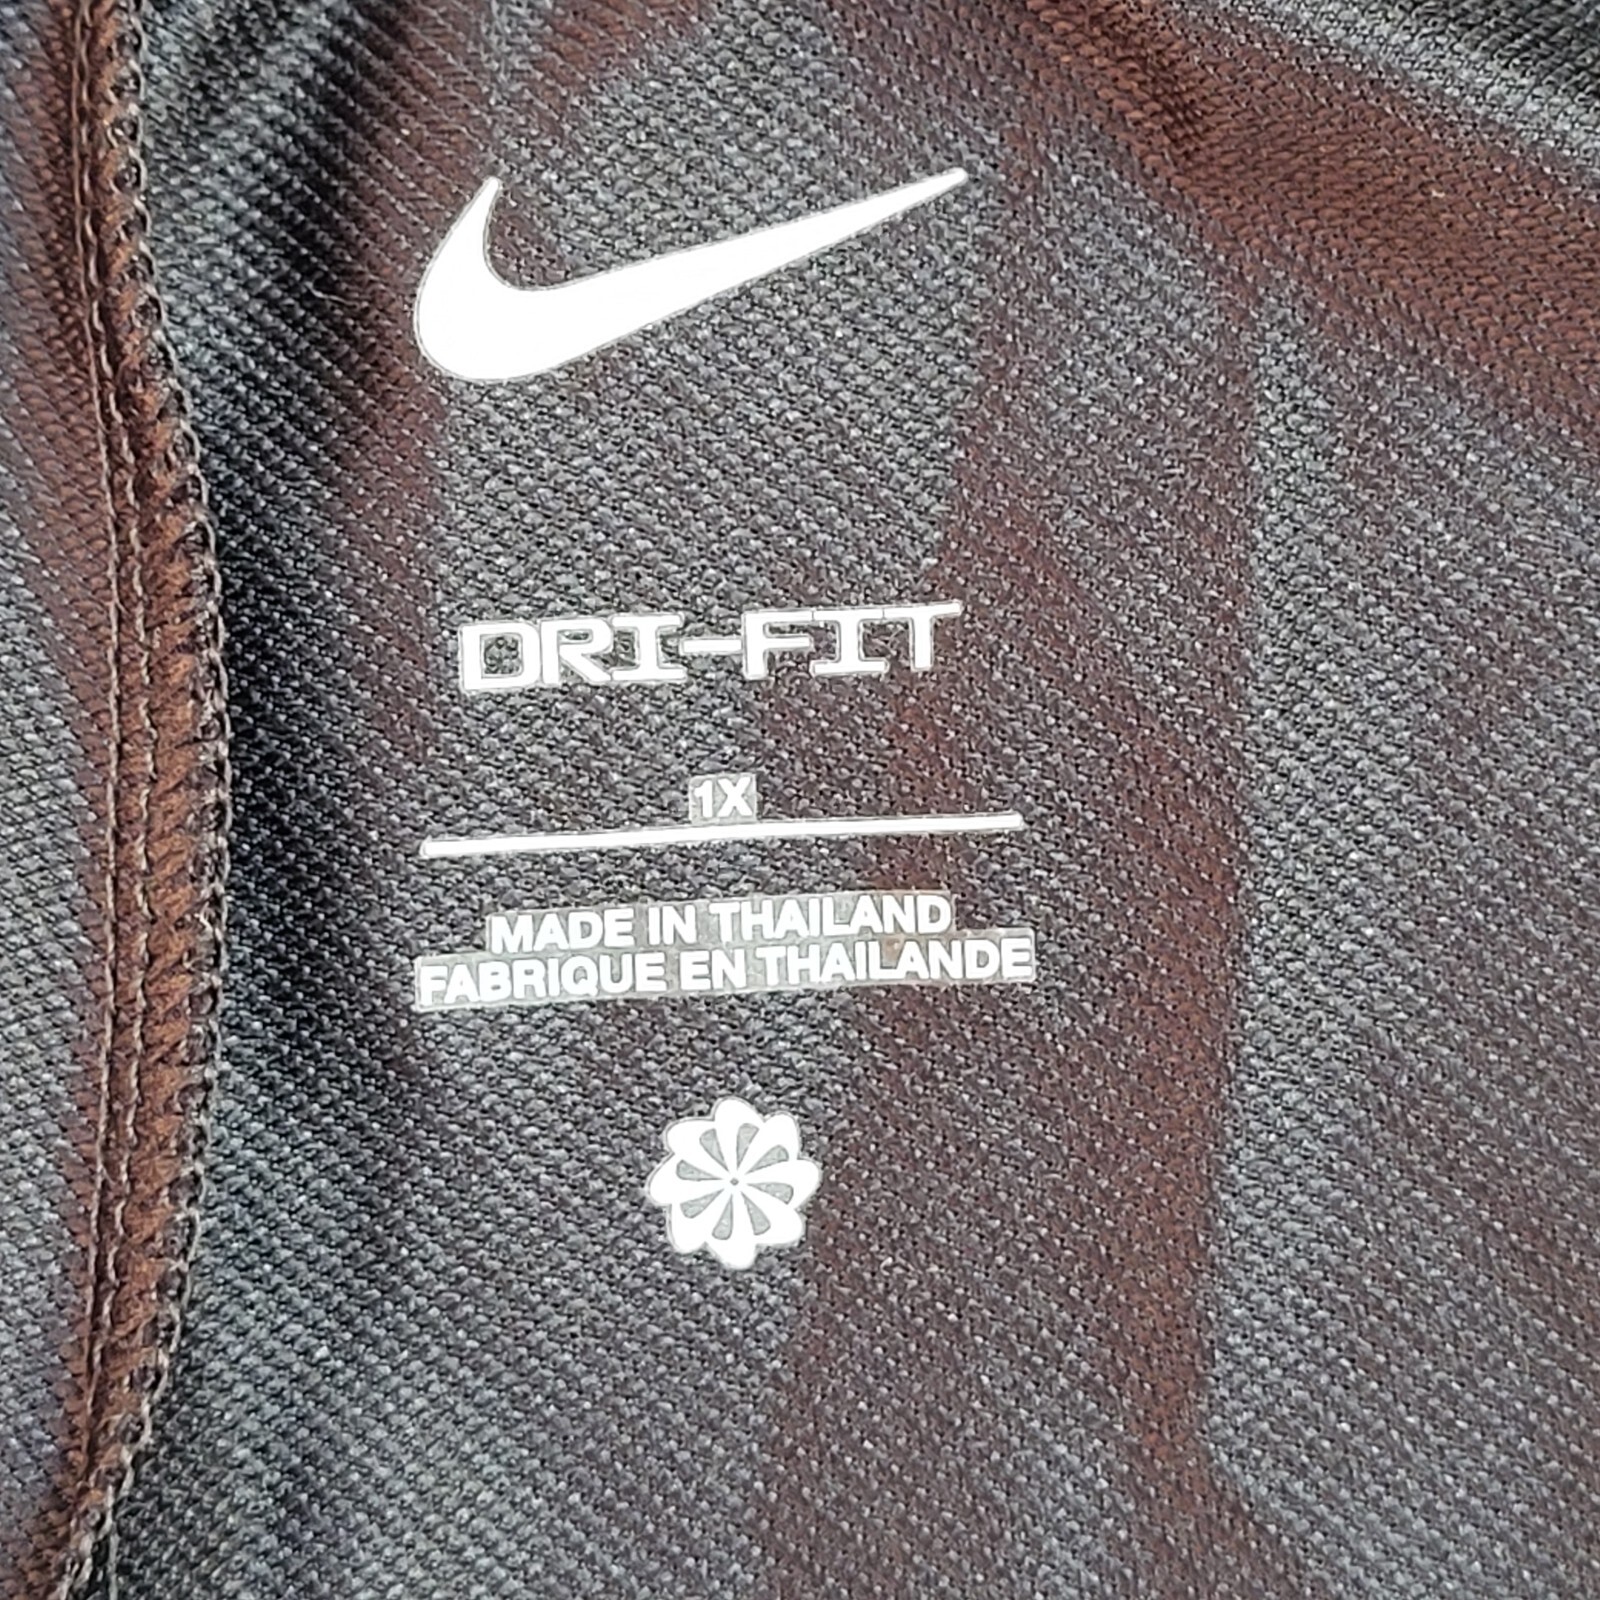 DRI-FIT
1X
MADE IN THAILAND
FABRIQUE EN THAILANDE